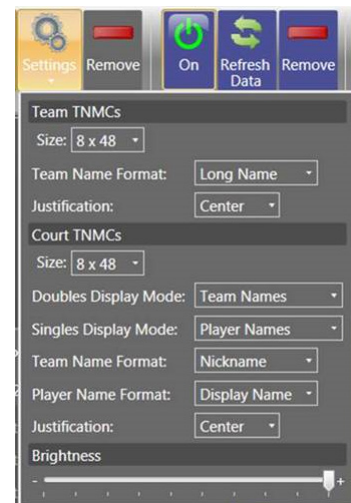 Settings Remove On Refresh Remove
Data
Team TNMCs
Size: 8 x 48
Team Name Format: Long Name
Justification: Center
Court TNMCs
Size: 8 x 48
Doubles Display Mode: Team Names
Singles Display Mode: Player Names
Team Name Format: Nickname
Player Name Format: Display Name
Justification: Center
Brightness
- +